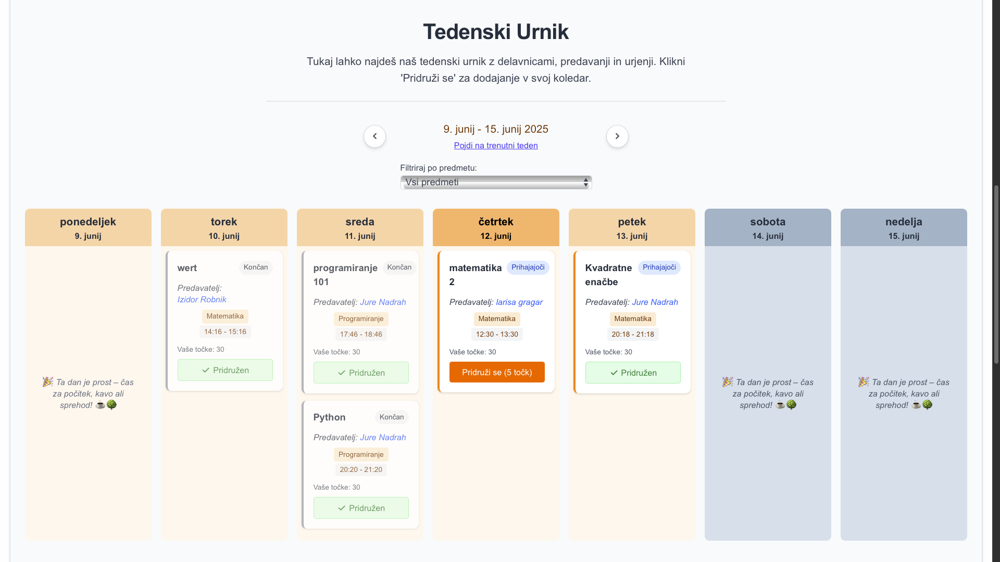 Tedenski Urnik
Tukaj lahko najdeš naš tedenski urnik z delavnicami, predavanji in urjenji. Klikni
'Pridruži se' za dodajanje v svoj koledar.
9. junij - 15. junij 2025
Pojdi na trenutni teden
Filtriraj po predmetu:
Vsi predmeti
ponedeljek
9. junij
🎉 Ta dan je prost – čas
za počitek, kavo ali
sprehod! ☕🌳
torek
10. junij
wert
Končan
Predavatelj:
Izidor Robnik
Matematika
14:16 - 15:16
Vaše točke: 30
✓ Pridružen
sreda
11. junij
programiranje
101
Končan
Predavatelj: Jure Nadrah
Programiranje
17:46 - 18:46
Vaše točke: 30
✓ Pridružen
Python
Končan
Predavatelj: Jure Nadrah
Programiranje
20:20 - 21:20
Vaše točke: 30
✓ Pridružen
četrtek
12. junij
matematika
2
Prihajajoči
Predavatelj: larisa gragar
Matematika
12:30 - 13:30
Vaše točke: 30
Pridruži se (5 točk)
petek
13. junij
Kvadratne
enačbe
Prihajajoči
Predavatelj: Jure Nadrah
Matematika
20:18 - 21:18
Vaše točke: 30
✓ Pridružen
sobota
14. junij
🎉 Ta dan je prost – čas
za počitek, kavo ali
sprehod! ☕🌳
nedelja
15. junij
🎉 Ta dan je prost – čas
za počitek, kavo ali
sprehod! ☕🌳